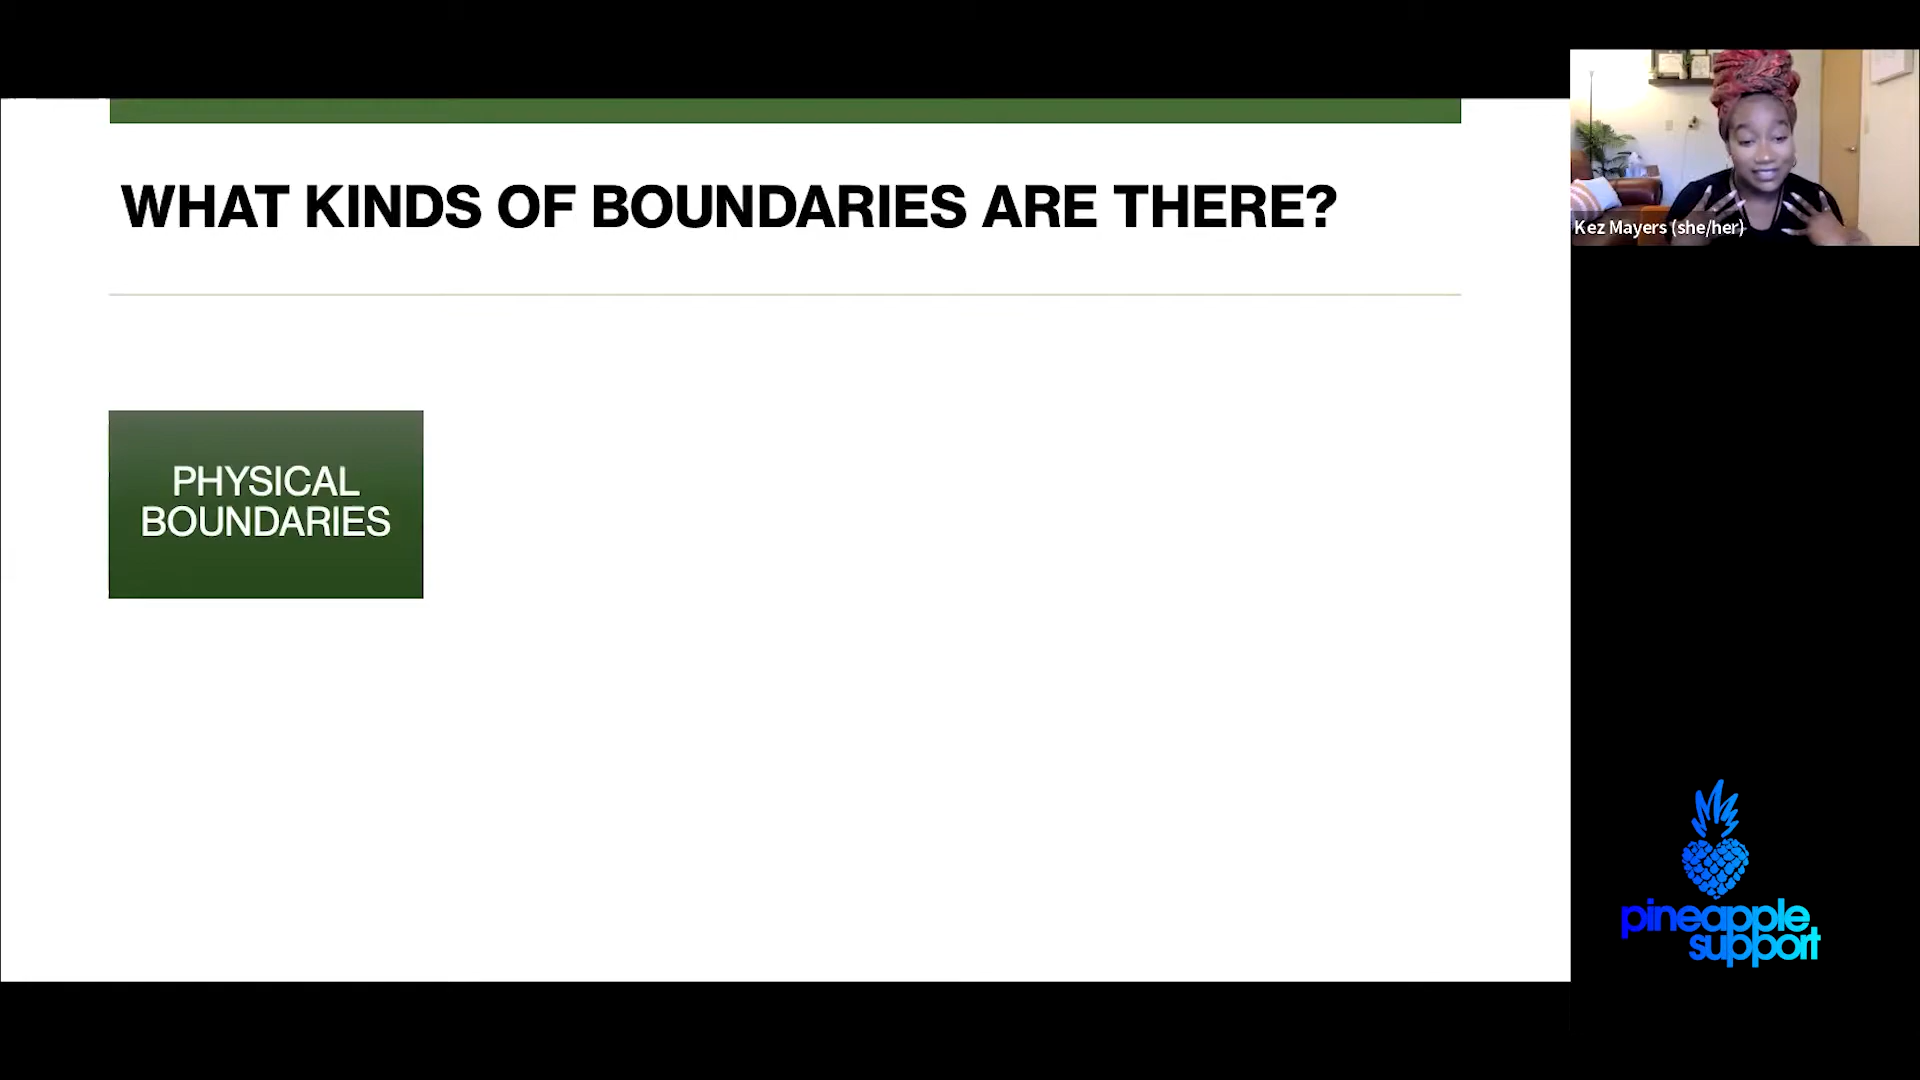 WHAT KINDS OF BOUNDARIES ARE THERE?
PHYSICAL
BOUNDARIES
Kez Mayers (she/her)
pineapple
support